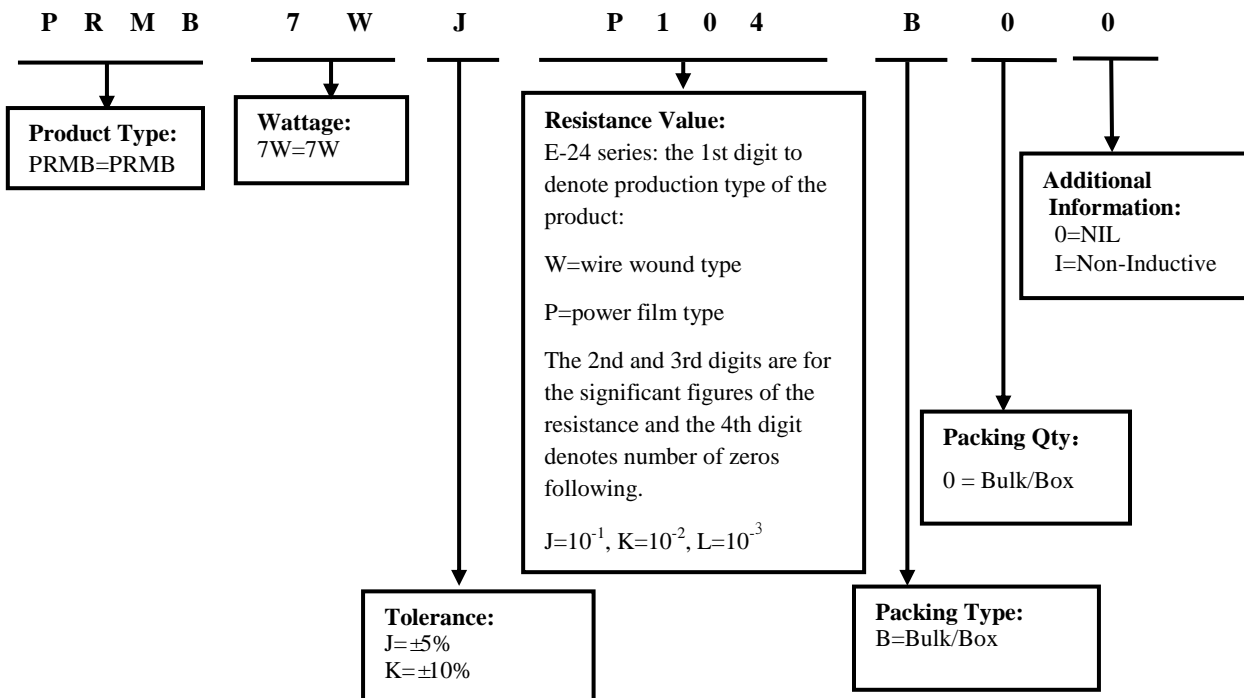 P R M B 7 W J P 1 0 4 B 0 0
Product Type:
PRMB=PRMB
Wattage:
7W=7W
Resistance Value:
E-24 series: the 1st digit to
denote production type of the
product:
W=wire wound type
P=power film type
The 2nd and 3rd digits are for
the significant figures of the
resistance and the 4th digit
denotes number of zeros
following.
J=10⁻¹, K=10⁻², L=10⁻³
Additional
Information:
0=NIL
I=Non-Inductive
Packing Qty：
0 = Bulk/Box
Tolerance:
J=±5%
K=±10%
Packing Type:
B=Bulk/Box